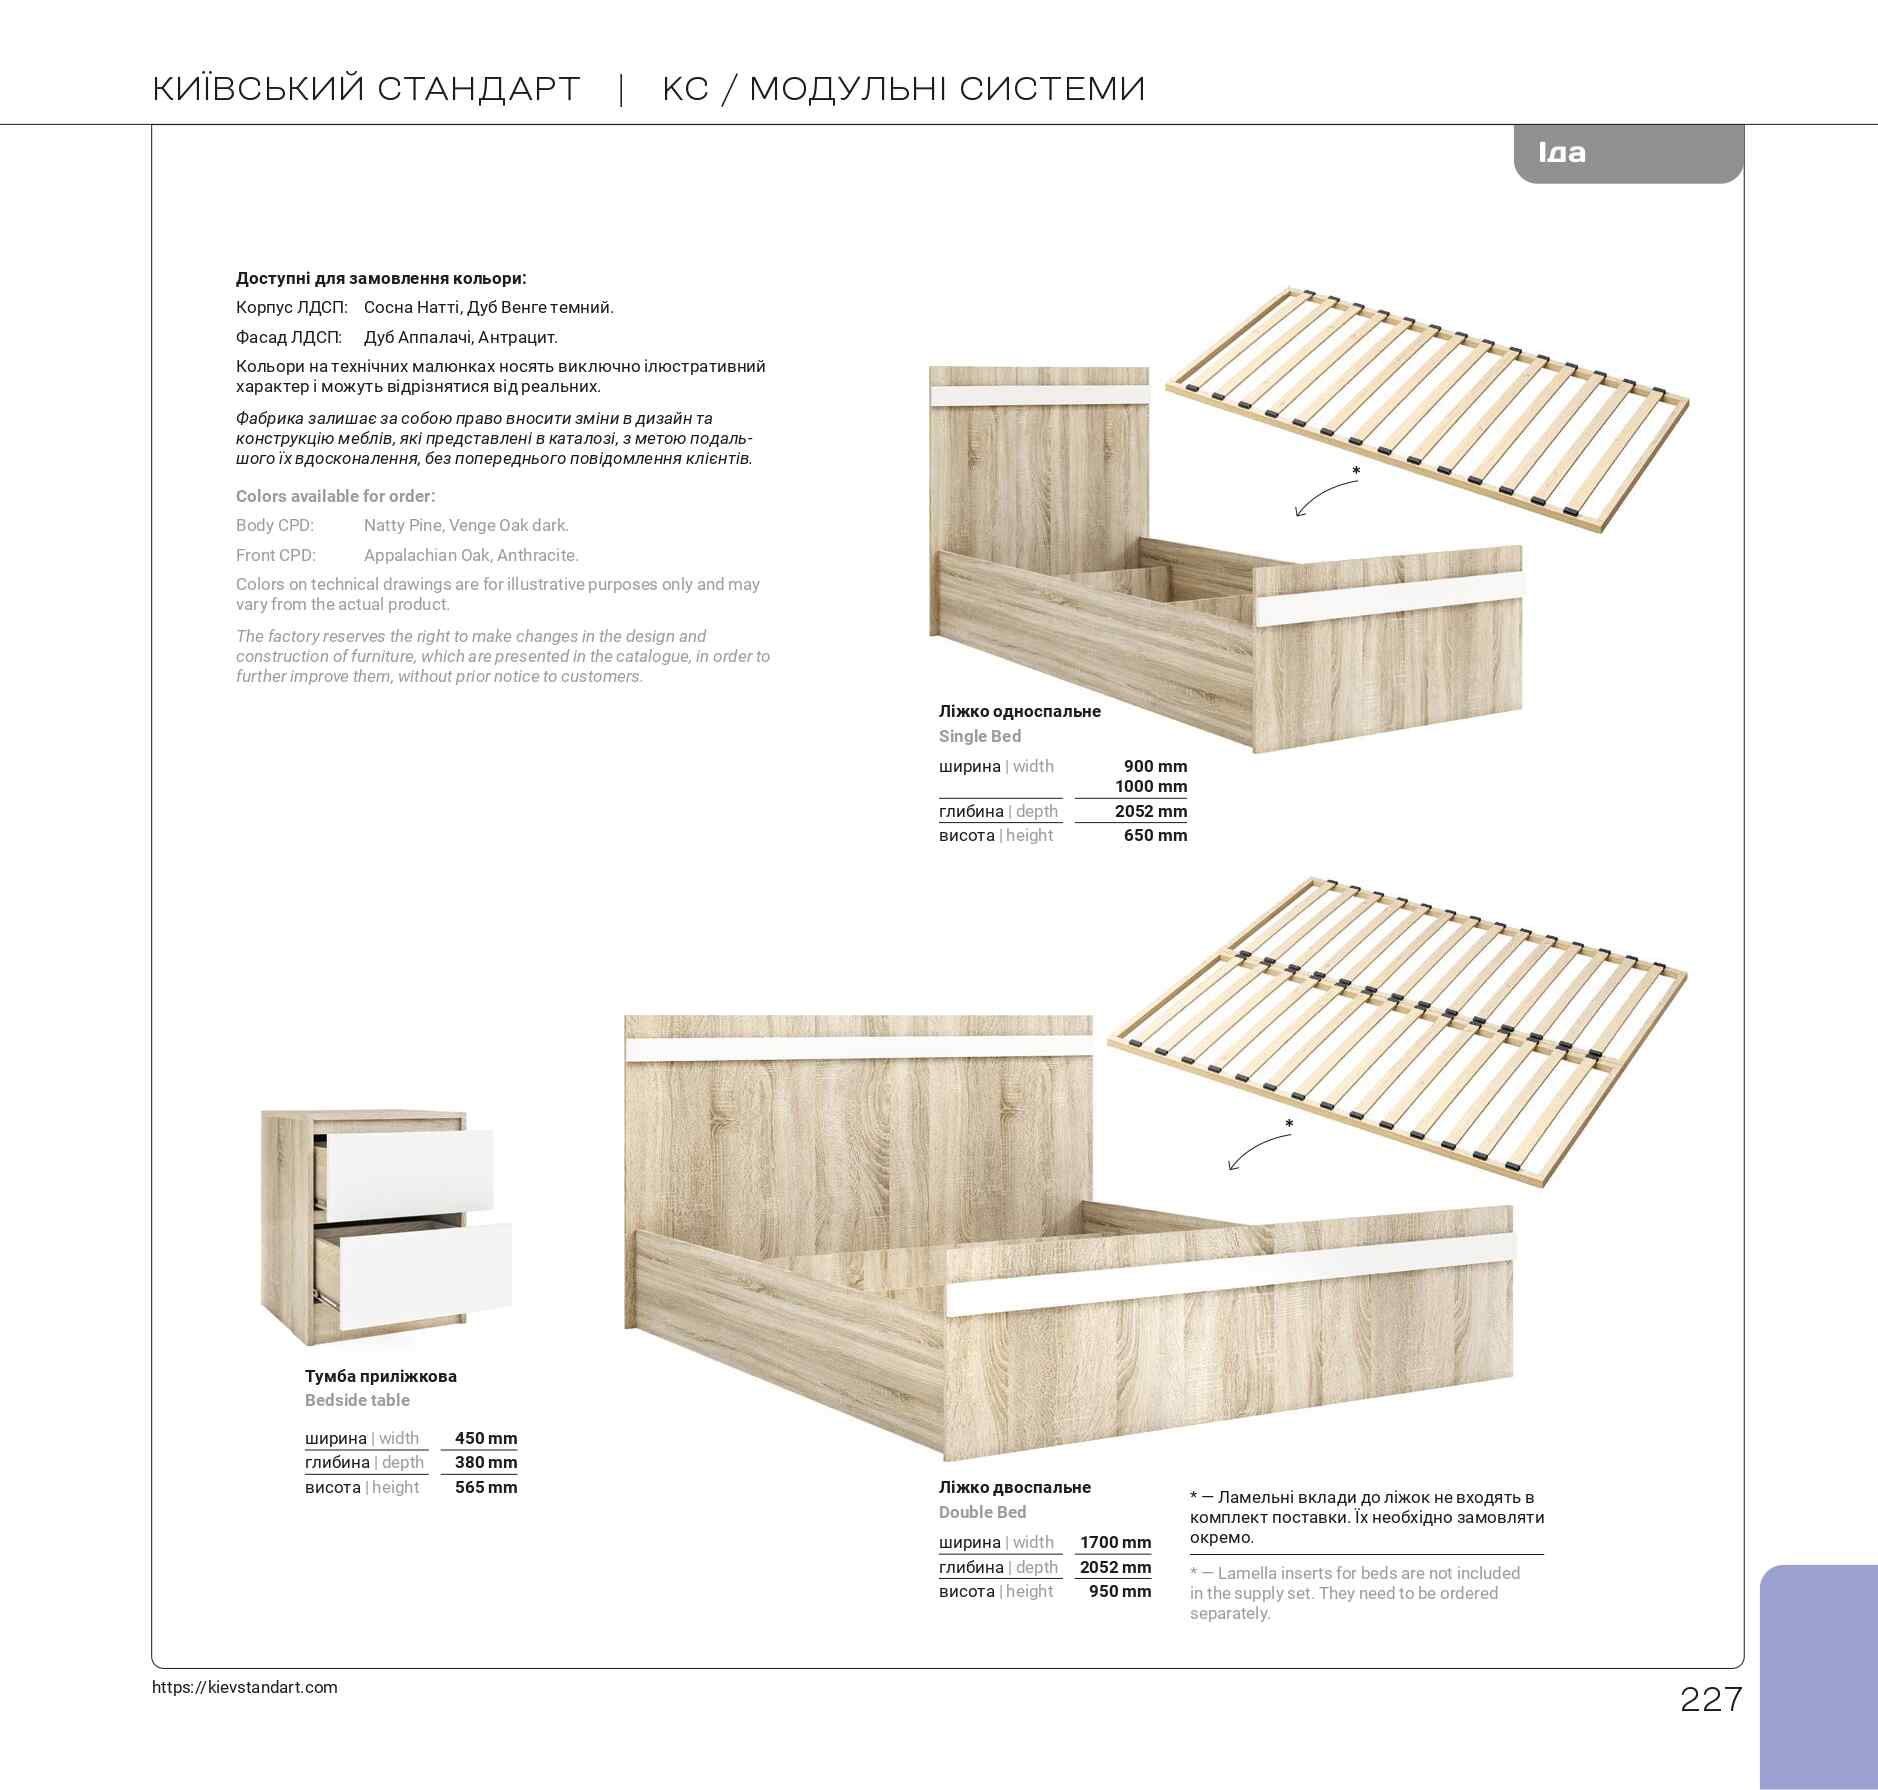 КИЇВСЬКИЙ СТАНДАРТ | КС / МОДУЛЬНІ СИСТЕМИ
Іда
Доступні для замовлення кольори:
Корпус ЛДСП: Сосна Натті, Дуб Венге темний.
Фасад ЛДСП: Дуб Аппалачі, Антрацит.
Кольори на технічних малюнках носять виключно ілюстративний
характер і можуть відрізнятися від реальних.
Фабрика залишає за собою право вносити зміни в дизайн та
конструкцію меблів, які представлені в каталозі, з метою подаль-
шого їх вдосконалення, без попереднього повідомлення клієнтів.
Colors available for order:
Body CPD: Natty Pine, Venge Oak dark.
Front CPD: Appalachian Oak, Anthracite.
Colors on technical drawings are for illustrative purposes only and may
vary from the actual product.
The factory reserves the right to make changes in the design and
construction of furniture, which are presented in the catalogue, in order to
further improve them, without prior notice to customers.
*
Ліжко односпальне
Single Bed
ширина | width 900 mm
1000 mm
глибина | depth 2052 mm
висота | height 650 mm
*
Тумба приліжкова
Bedside table
ширина | width 450 mm
глибина | depth 380 mm
висота | height 565 mm
Ліжко двоспальне
Double Bed
ширина | width 1700 mm
глибина | depth 2052 mm
висота | height 950 mm
* — Ламельні вклади до ліжок не входять в
комплект поставки. Їх необхідно замовляти
окремо.
* — Lamella inserts for beds are not included
in the supply set. They need to be ordered
separately.
https://kievstandart.com
227